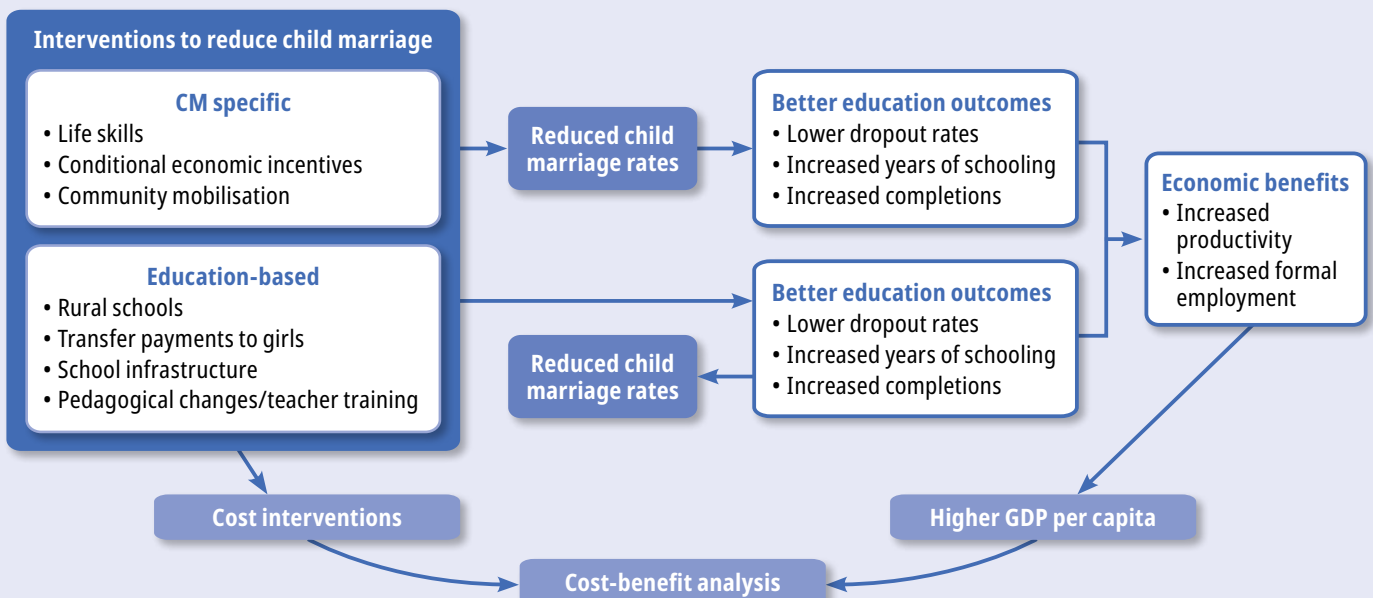 Interventions to reduce child marriage
CM specific
• Life skills
• Conditional economic incentives
• Community mobilisation
Education-based
• Rural schools
• Transfer payments to girls
• School infrastructure
• Pedagogical changes/teacher training
Reduced child
marriage rates
Better education outcomes
• Lower dropout rates
• Increased years of schooling
• Increased completions
Better education outcomes
• Lower dropout rates
• Increased years of schooling
• Increased completions
Reduced child
marriage rates
Economic benefits
• Increased
productivity
• Increased formal
employment
Cost interventions
Higher GDP per capita
Cost-benefit analysis